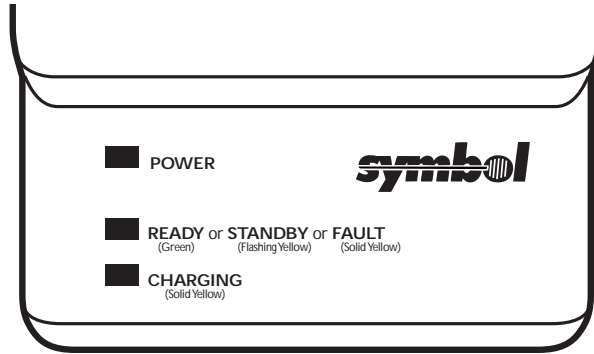 POWER
symbol
READY or STANDBY or FAULT
(Green) (Flashing Yellow) (Solid Yellow)
CHARGING
(Solid Yellow)